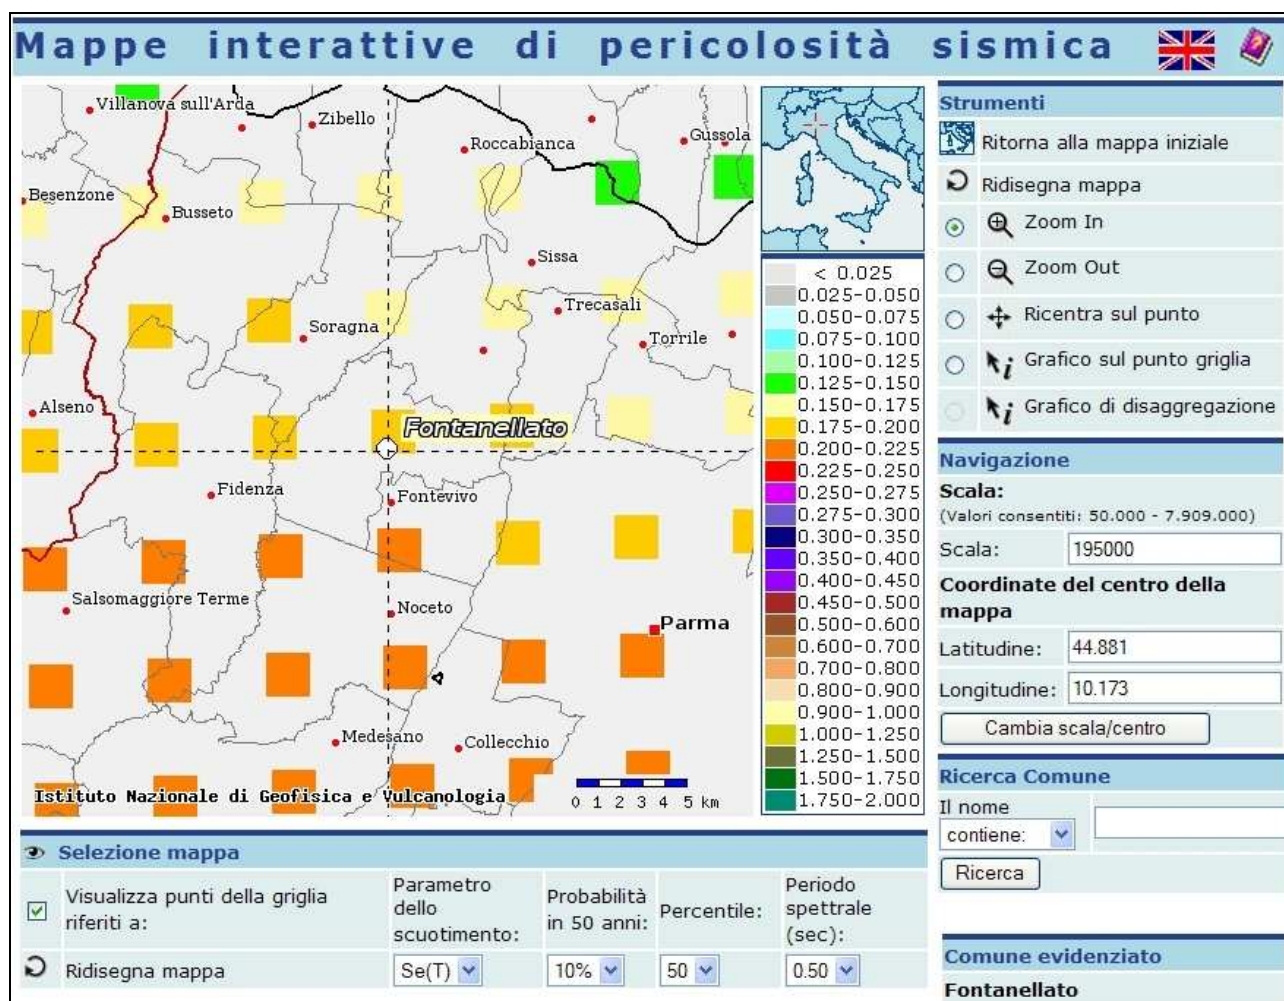 Mappe interattive di pericolosità sismica
Villanova sull'Arda
Zibello
Roccabianca
Gussola
Besenzone
Busseto
Sissa
Trecasali
Soragna
Torrile
Alseno
Fontanellato
Fidenza
Fontevivo
Salsomaggiore Terme
Noceto
Parma
Medesano
Collecchio
Istituto Nazionale di Geofisica e Vulcanologia
0 1 2 3 4 5 km
< 0.025
0.025-0.050
0.050-0.075
0.075-0.100
0.100-0.125
0.125-0.150
0.150-0.175
0.175-0.200
0.200-0.225
0.225-0.250
0.250-0.275
0.275-0.300
0.300-0.350
0.350-0.400
0.400-0.450
0.450-0.500
0.500-0.600
0.600-0.700
0.700-0.800
0.800-0.900
0.900-1.000
1.000-1.250
1.250-1.500
1.500-1.750
1.750-2.000
Strumenti
Ritorna alla mappa iniziale
Ridisegna mappa
Zoom In
Zoom Out
Ricentra sul punto
Grafico sul punto griglia
Grafico di disaggregazione
Navigazione
Scala:
(Valori consentiti: 50.000 - 7.909.000)
Scala: 195000
Coordinate del centro della
mappa
Latitudine: 44.881
Longitudine: 10.173
Cambia scala/centro
Ricerca Comune
Il nome
contiene:
Ricerca
Comune evidenziato
Fontanellato
Selezione mappa
Visualizza punti della griglia
riferiti a:
Parametro
dello
scuotimento:
Probabilità
in 50 anni:
Percentile:
Periodo
spettrale
(sec):
Ridisegna mappa
Se(T)
10%
50
0.50